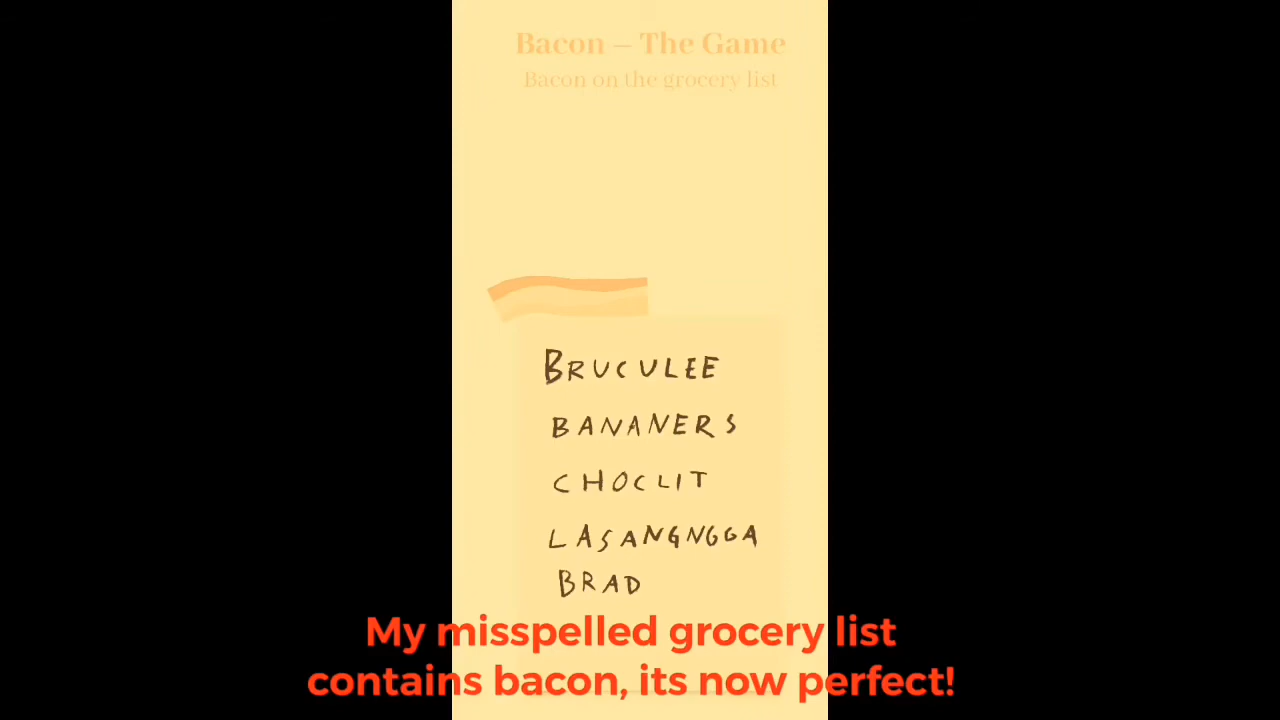 Bacon – The Game
Bacon on the grocery list
BRUCULEE
BANANERS
CHOCLIT
LASANGNGGA
BRAD
My misspelled grocery list
contains bacon, its now perfect!